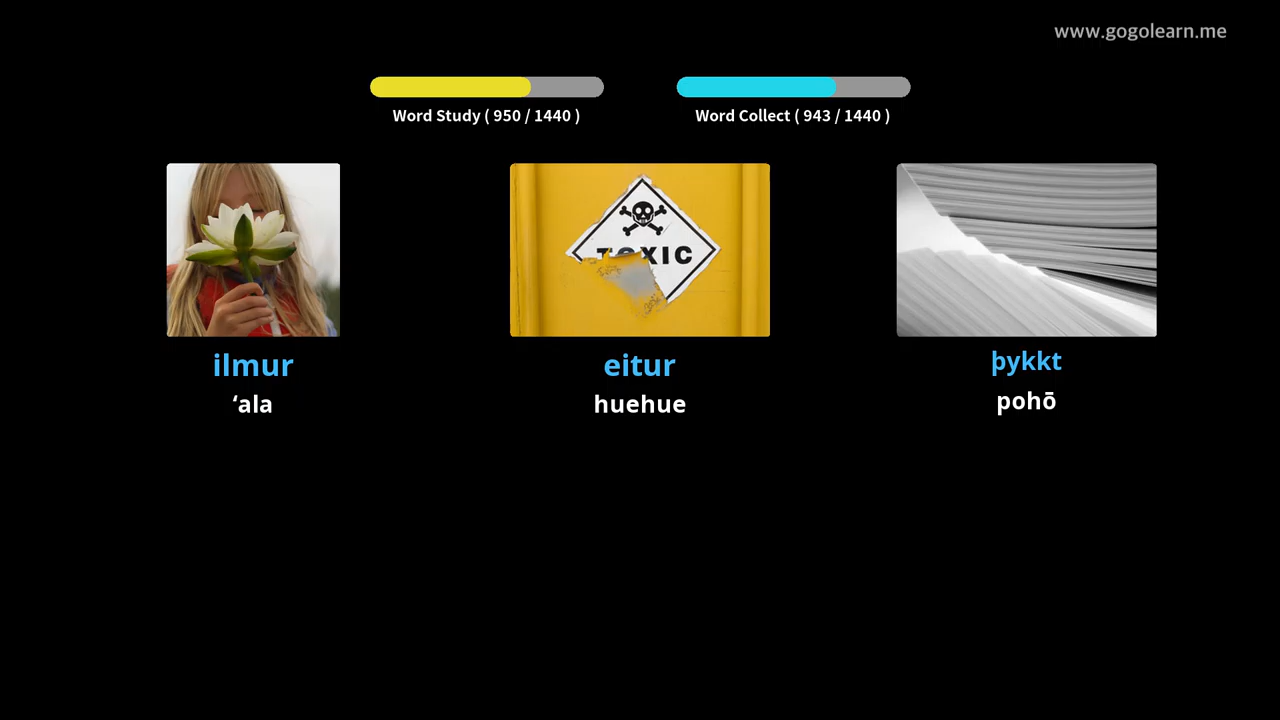 www.gogolearn.me
Word Study ( 950 / 1440 )
Word Collect ( 943 / 1440 )
TOXIC
ilmur
eitur
þykkt
ʻala
huehue
pohō